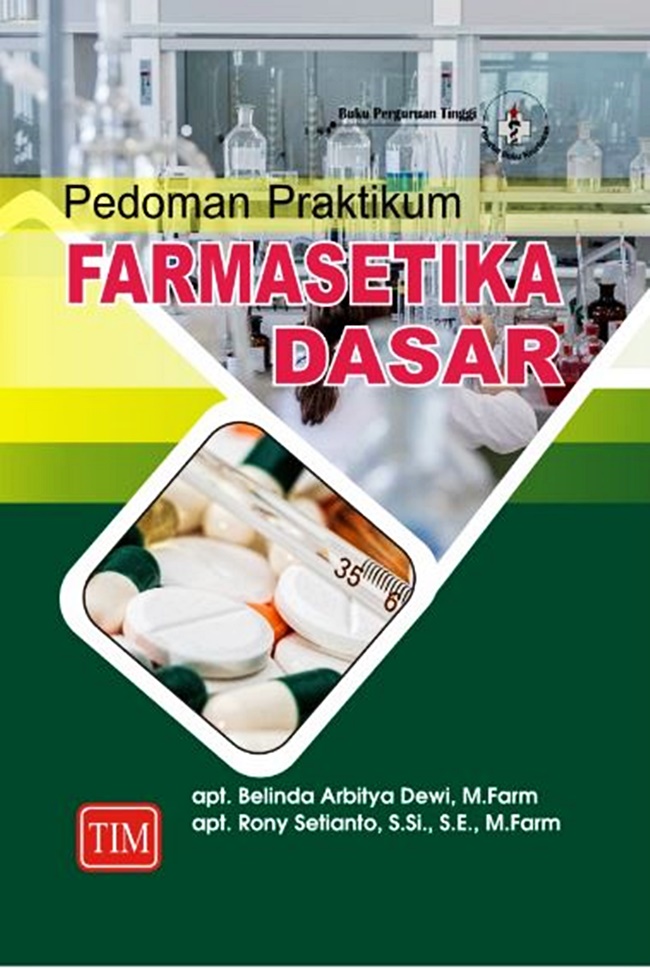 Buku Perguruan Tinggi
Pedoman Praktikum
FARMASETIKA
DASAR
35
6
apt. Belinda Arbitya Dewi, M.Farm
apt. Rony Setianto, S.Si., S.E., M.Farm
TIM